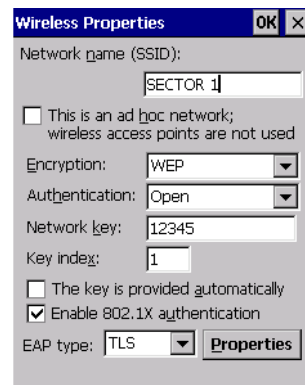 Wireless Properties OK ×
Network name (SSID):
SECTOR 1
This is an ad hoc network;
wireless access points are not used
Encryption: WEP
Authentication: Open
Network key: 12345
Key index: 1
The key is provided automatically
Enable 802.1X authentication
EAP type: TLS Properties